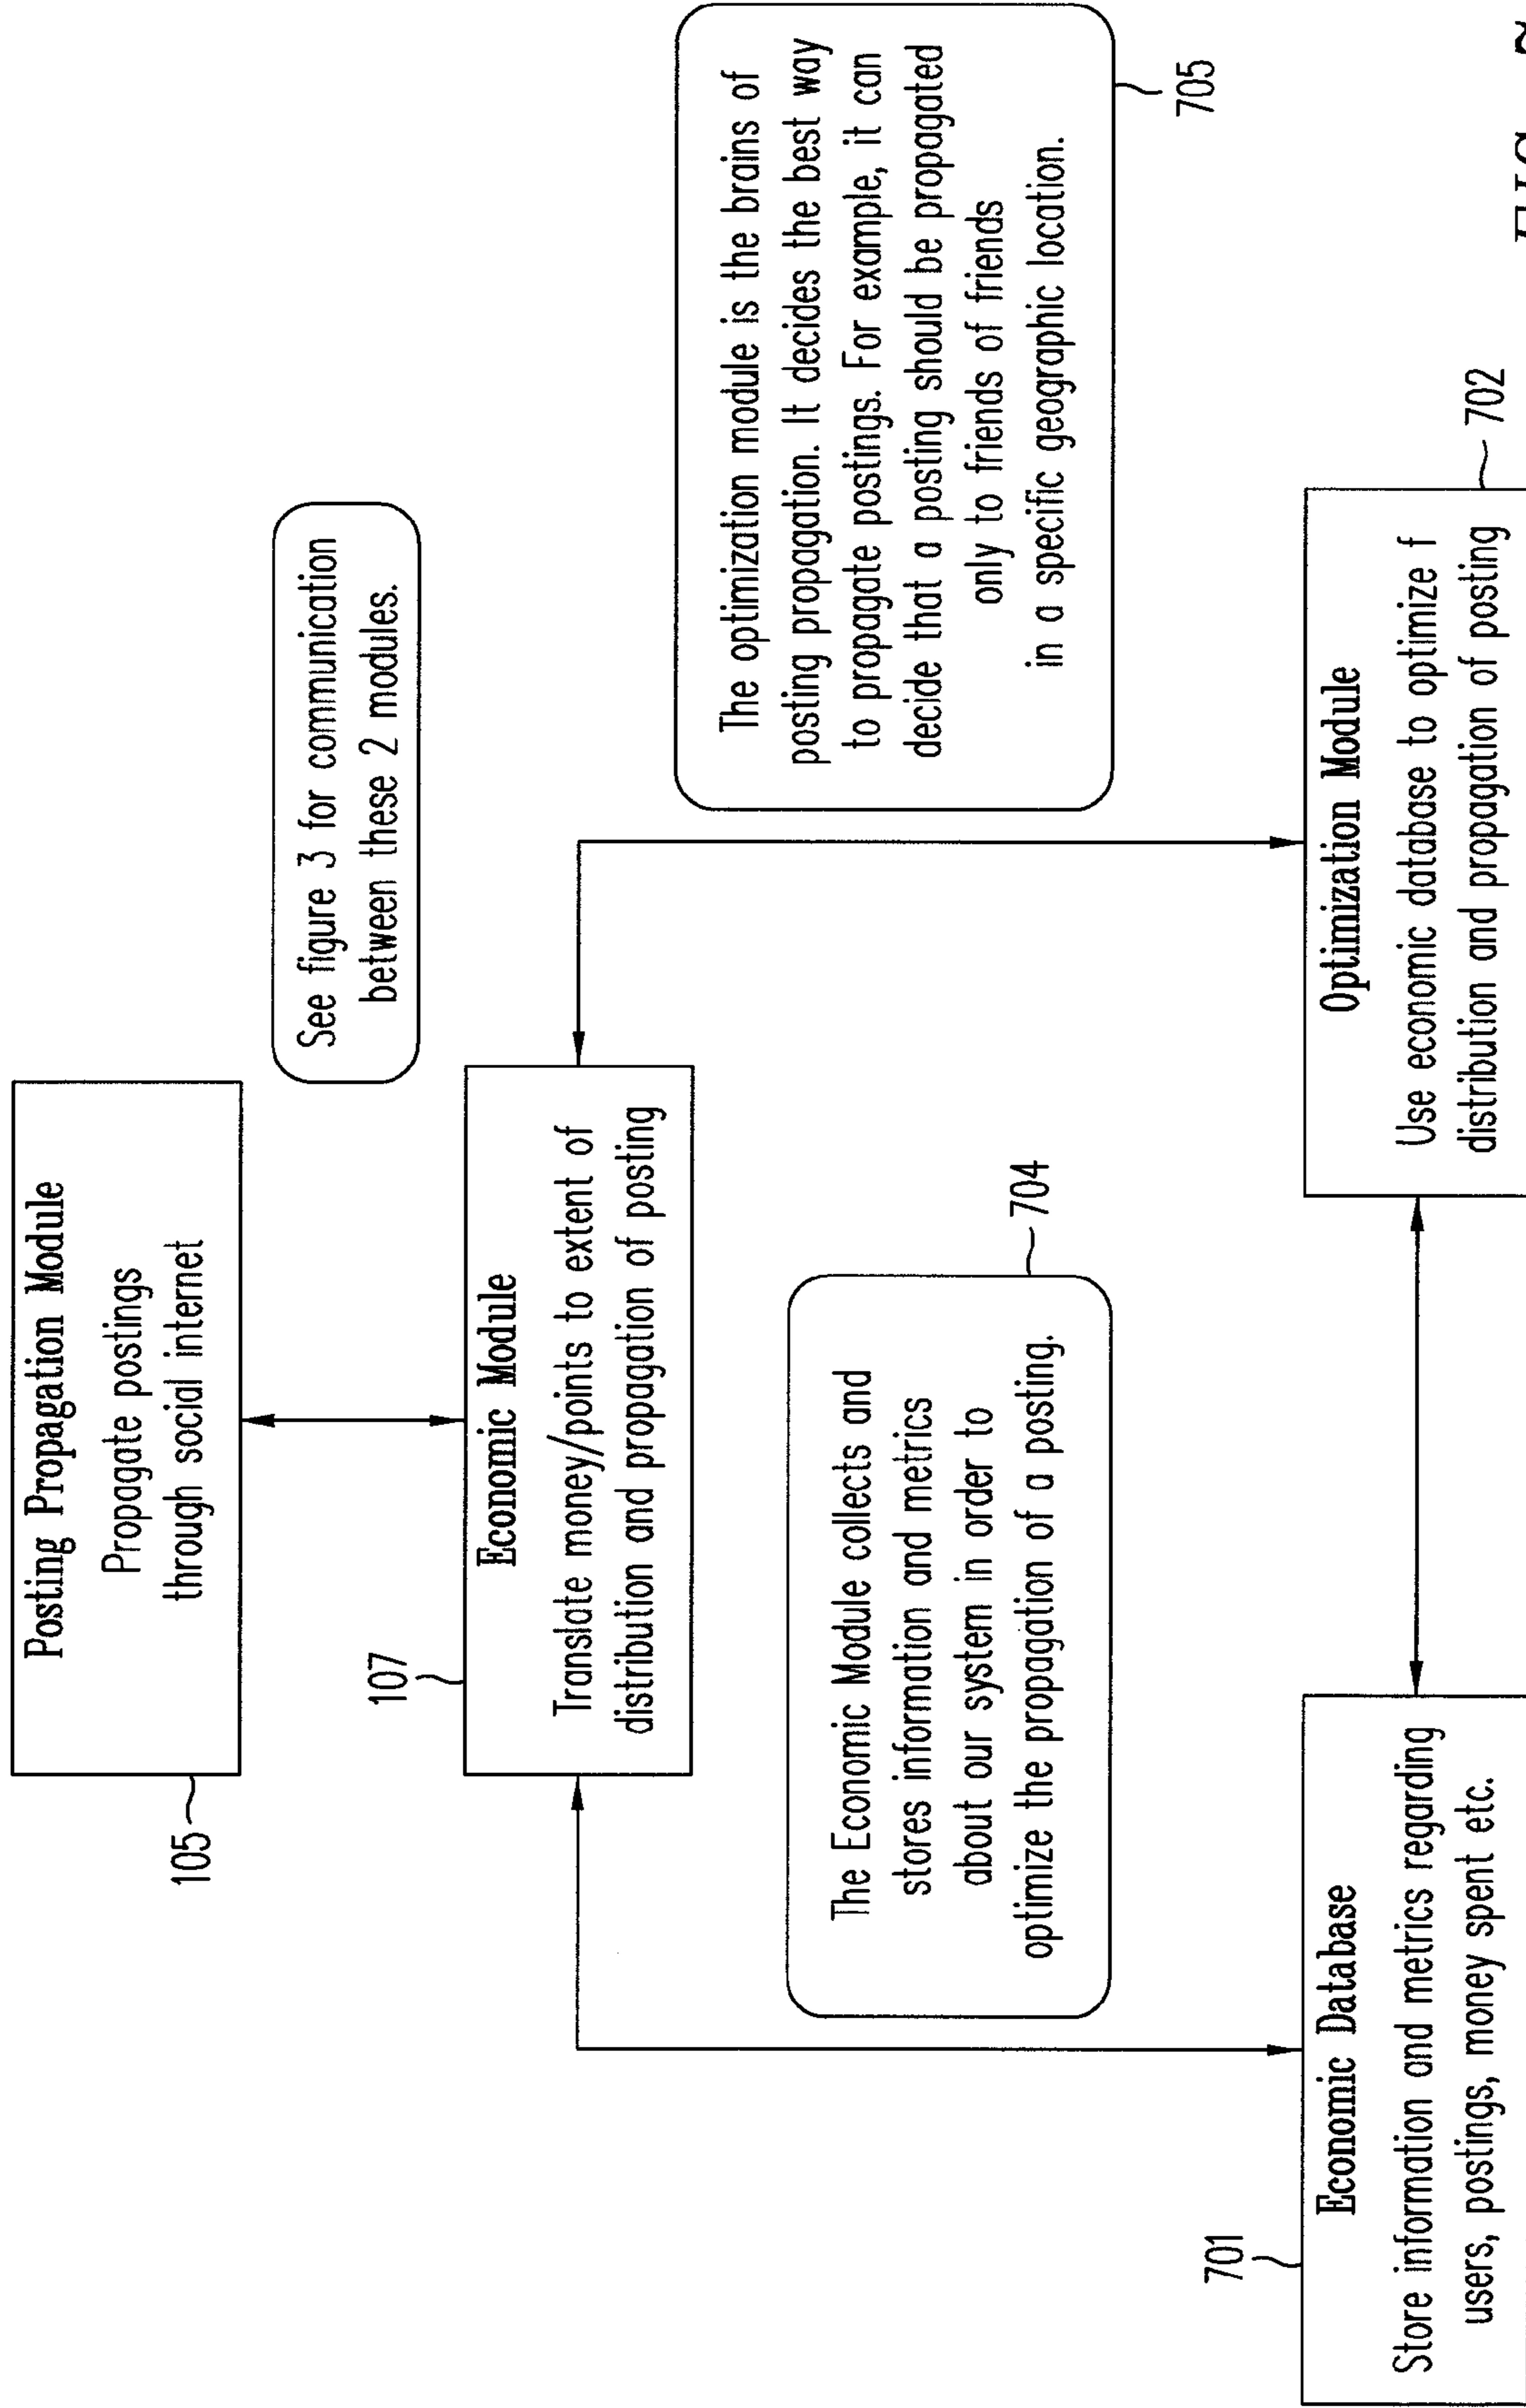 Posting Propagation Module
Propagate postings
through social internet
105
See figure 3 for communication
between these 2 modules.
107
Economic Module
Translate money/points to extent of
distribution and propagation of posting
The Economic Module collects and
stores information and metrics
about our system in order to
optimize the propagation of a posting.
704
The optimization module is the brains of
posting propagation. It decides the best way
to propagate postings. For example, it can
decide that a posting should be propagated
only to friends of friends
in a specific geographic location.
705
701
Economic Database
Store information and metrics regarding
users, postings, money spent etc.
Optimization Module
Use economic database to optimize f
distribution and propagation of posting
702